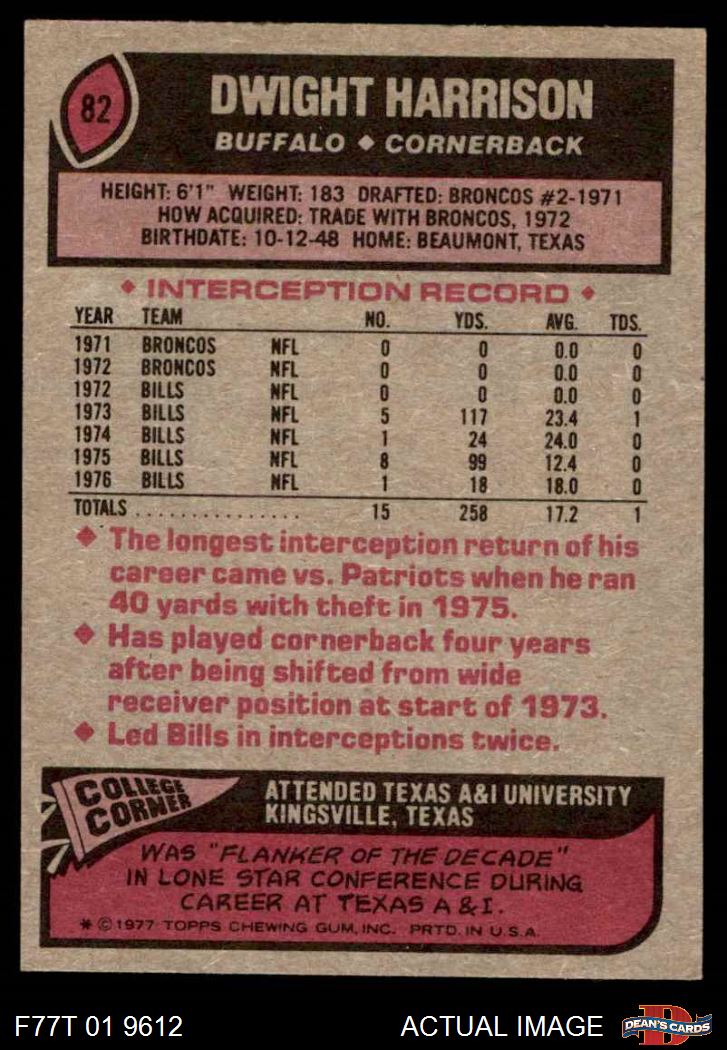 82
DWIGHT HARRISON
BUFFALO ◆ CORNERBACK
HEIGHT: 6'1" WEIGHT: 183 DRAFTED: BRONCOS #2-1971
HOW ACQUIRED: TRADE WITH BRONCOS, 1972
BIRTHDATE: 10-12-48 HOME: BEAUMONT, TEXAS
◆ INTERCEPTION RECORD ◆
YEAR TEAM NO. YDS. AVG. TDS.
1971 BRONCOS NFL 0 0 0.0 0
1972 BRONCOS NFL 0 0 0.0 0
1972 BILLS NFL 0 0 0.0 0
1973 BILLS NFL 5 117 23.4 1
1974 BILLS NFL 1 24 24.0 0
1975 BILLS NFL 8 99 12.4 0
1976 BILLS NFL 1 18 18.0 0
TOTALS . . . . . . . . . . . . . . . 15 258 17.2 1
◆ The longest interception return of his
career came vs. Patriots when he ran
40 yards with theft in 1975.
◆ Has played cornerback four years
after being shifted from wide
receiver position at start of 1973.
◆ Led Bills in interceptions twice.
COLLEGE
CORNER
ATTENDED TEXAS A&I UNIVERSITY
KINGSVILLE, TEXAS
WAS "FLANKER OF THE DECADE"
IN LONE STAR CONFERENCE DURING
CAREER AT TEXAS A & I.
* © 1977 TOPPS CHEWING GUM, INC. PRTD. IN U.S.A.
F77T 01 9612
ACTUAL IMAGE
D
DEAN'S CARDS